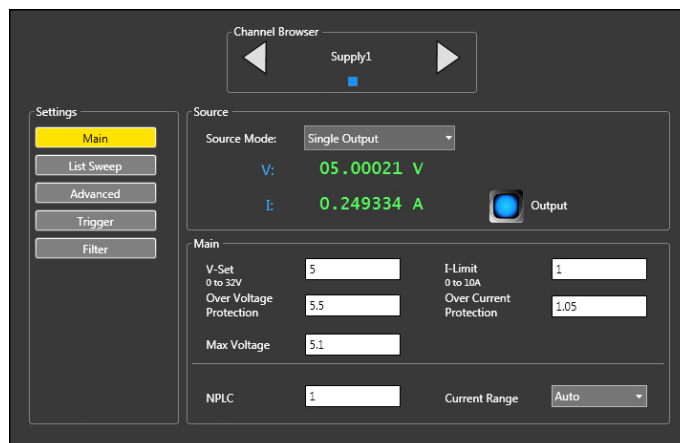 Channel Browser
Supply1
Settings
Main
List Sweep
Advanced
Trigger
Filter
Source
Source Mode: Single Output
V: 05.00021 V
I: 0.249334 A
Output
Main
V-Set 5 I-Limit 1
0 to 32V 0 to 10A
Over Voltage Protection 5.5 Over Current Protection 1.05
Max Voltage 5.1
NPLC 1 Current Range Auto